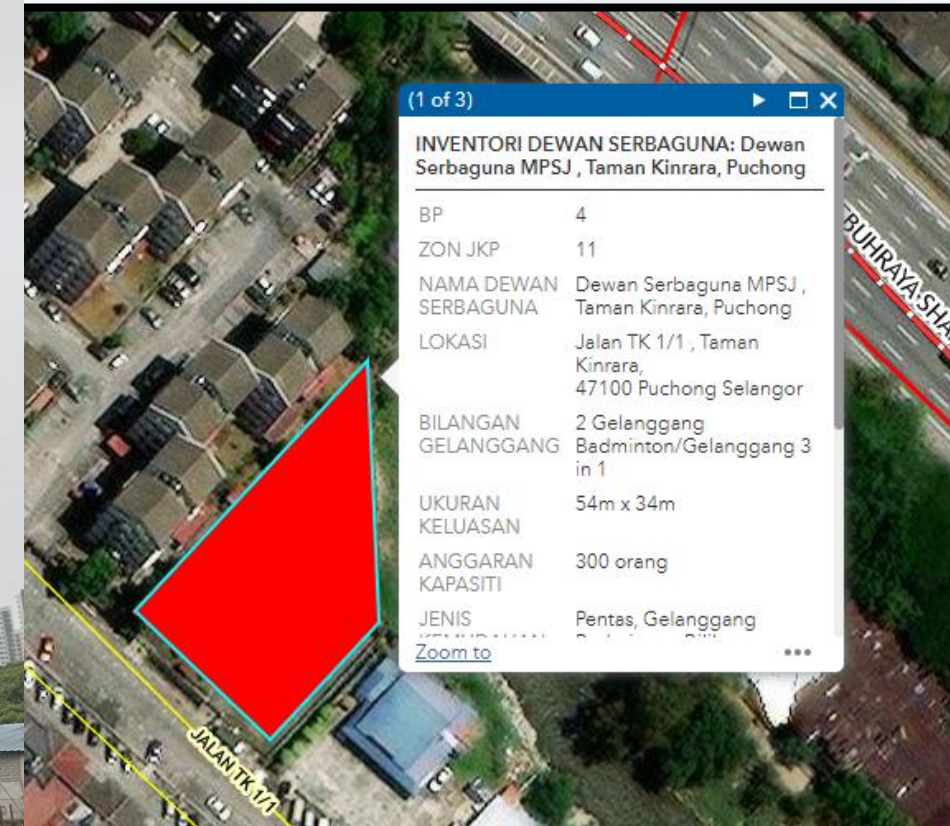 (1 of 3)
INVENTORI DEWAN SERBAGUNA: Dewan
Serbaguna MPSJ , Taman Kinrara, Puchong
BP 4
ZON JKP 11
NAMA DEWAN Dewan Serbaguna MPSJ ,
SERBAGUNA Taman Kinrara, Puchong
LOKASI Jalan TK 1/1 , Taman
Kinrara,
47100 Puchong Selangor
BILANGAN 2 Gelanggang
GELANGGANG Badminton/Gelanggang 3
in 1
UKURAN 54m x 34m
KELUASAN
ANGGARAN 300 orang
KAPASITI
JENIS Pentas, Gelanggang
Zoom to
BUHRAYA
JALAN TK 1/1